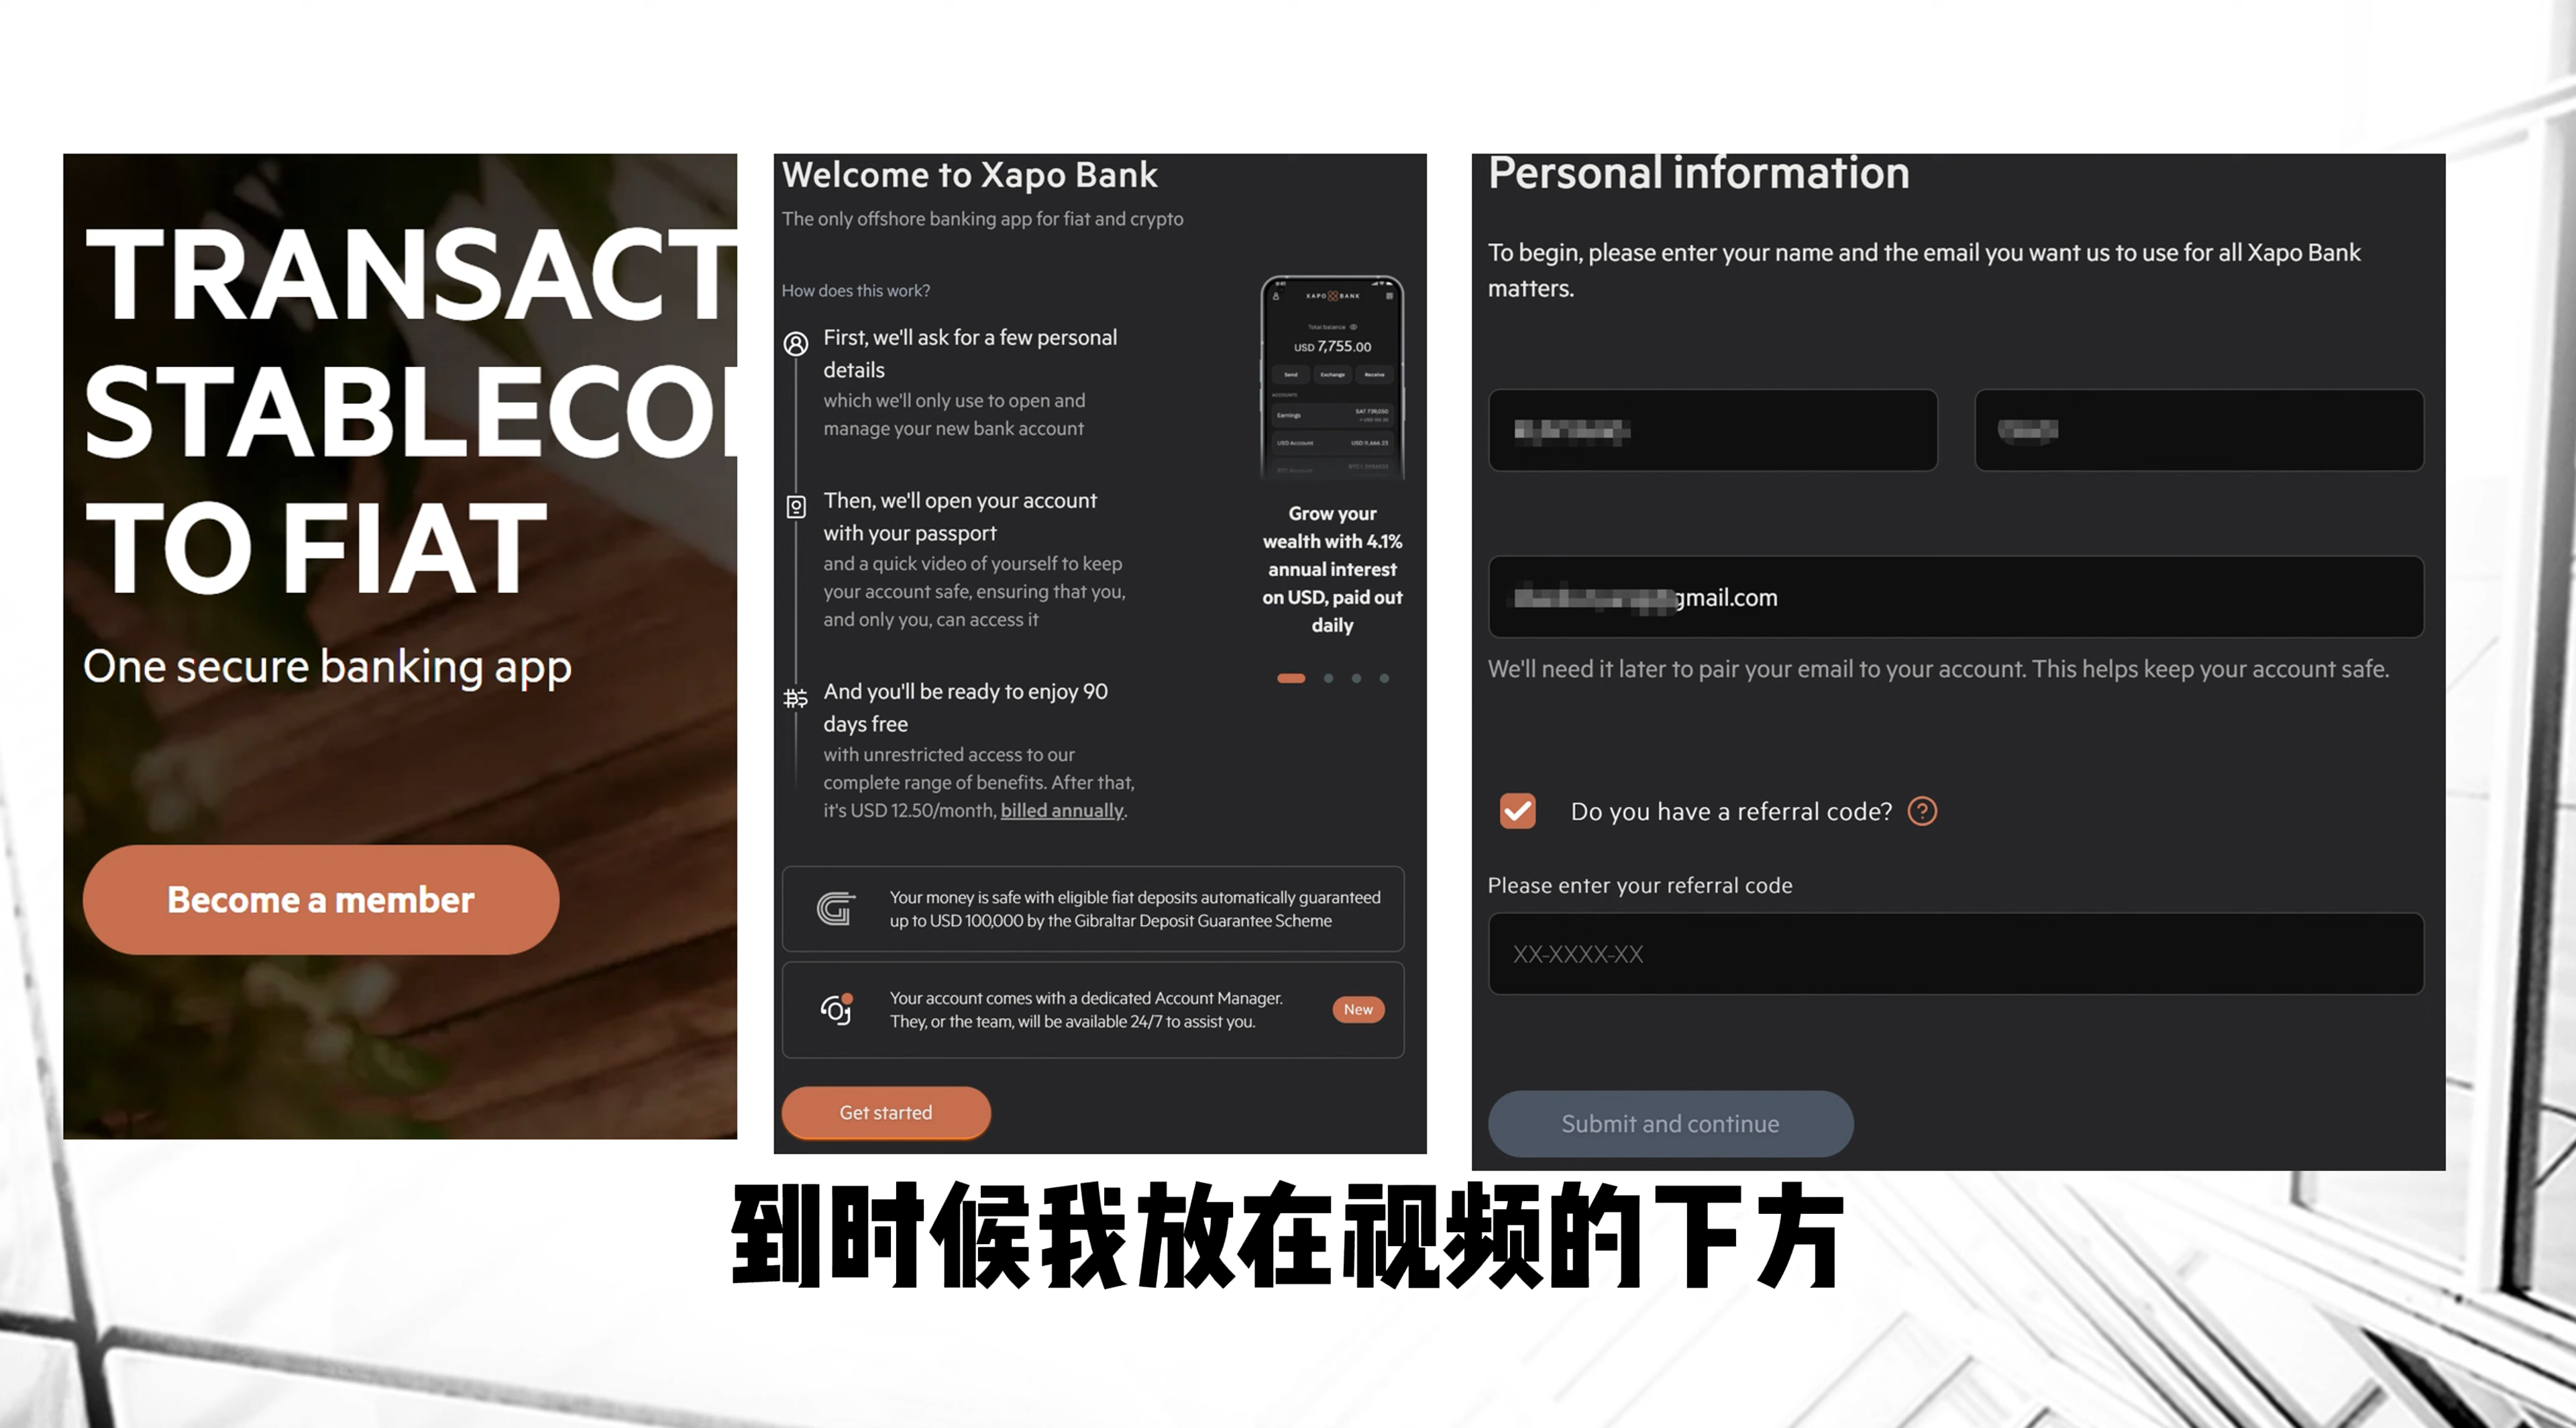 TRANSACT
STABLECOI
TO FIAT
One secure banking app
Become a member
Welcome to Xapo Bank
The only offshore banking app for fiat and crypto
How does this work?
First, we'll ask for a few personal
details
which we'll only use to open and
manage your new bank account
Then, we'll open your account
with your passport
and a quick video of yourself to keep
your account safe, ensuring that you,
and only you, can access it
And you'll be ready to enjoy 90
days free
with unrestricted access to our
complete range of benefits. After that,
it's USD 12.50/month, billed annually.
XAPO BANK
Total balance
USD 7,755.00
Send Exchange Receive
ACCOUNTS
Earnings
USD Account
Grow your
wealth with 4.1%
annual interest
on USD, paid out
daily
Your money is safe with eligible fiat deposits automatically guaranteed
up to USD 100,000 by the Gibraltar Deposit Guarantee Scheme
Your account comes with a dedicated Account Manager.
They, or the team, will be available 24/7 to assist you.
New
Get started
Personal information
To begin, please enter your name and the email you want us to use for all Xapo Bank
matters.
gmail.com
We'll need it later to pair your email to your account. This helps keep your account safe.
Do you have a referral code?
Please enter your referral code
XX-XXXX-XX
Submit and continue
到时候我放在视频的下方